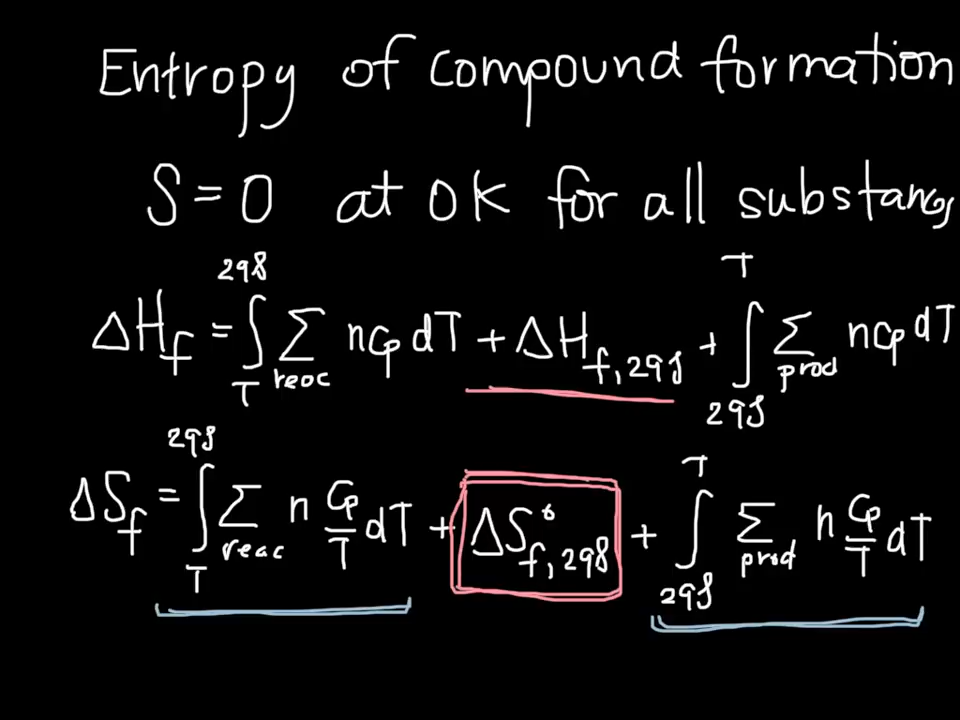 Entropy of compound formation
S = 0 at 0 K for all substances
ΔH_f = ∫_T^298 Σ_reac nCp dT + ΔH_f,298 + ∫_298^T Σ_prod nCp dT
ΔS_f = ∫_T^298 Σ_reac n Cp/T dT + ΔS°_f,298 + ∫_298^T Σ_prod n Cp/T dT